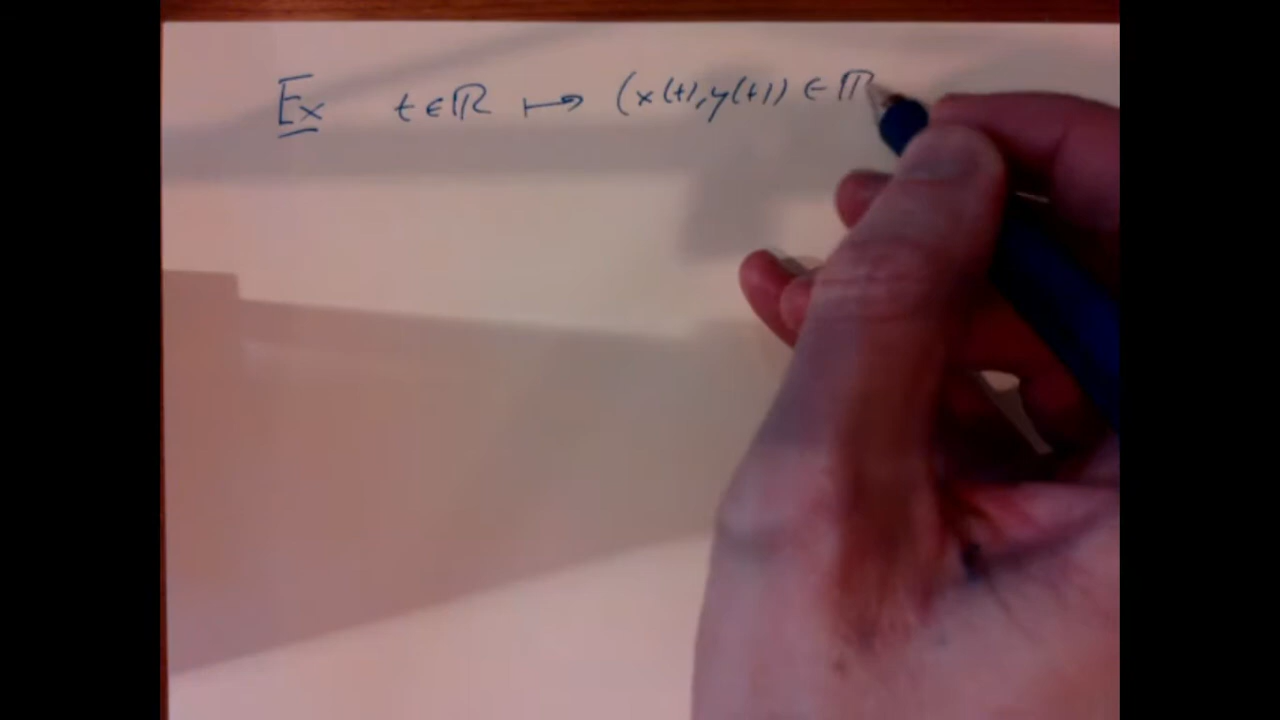 Ex t ∈ ℝ ↦ (x(t), y(t)) ∈ ℝ